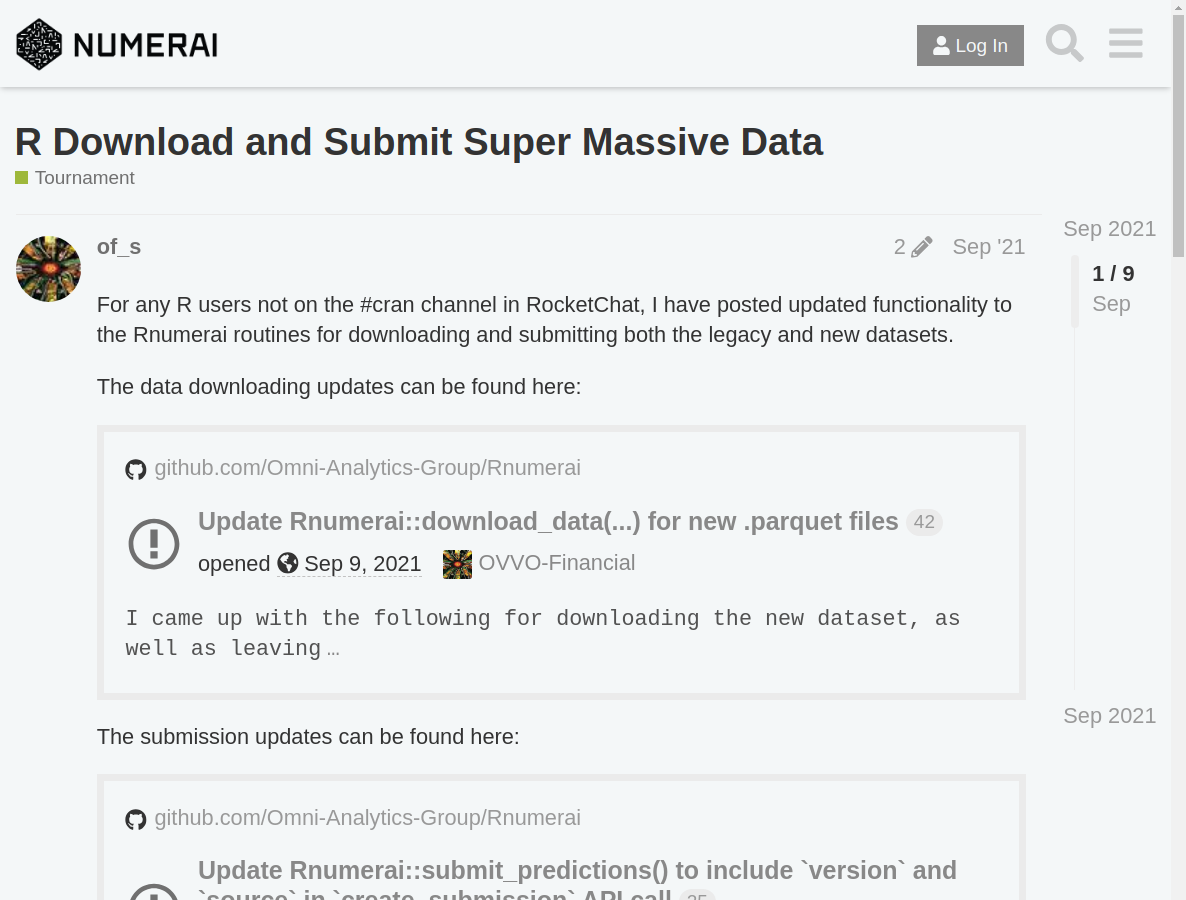 NUMERAI
Log In
R Download and Submit Super Massive Data
Tournament
of_s
2
Sep '21
For any R users not on the #cran channel in RocketChat, I have posted updated functionality to
the Rnumerai routines for downloading and submitting both the legacy and new datasets.
The data downloading updates can be found here:
github.com/Omni-Analytics-Group/Rnumerai
Update Rnumerai::download_data(...) for new .parquet files 42
opened Sep 9, 2021 OVVO-Financial
I came up with the following for downloading the new dataset, as
well as leaving …
The submission updates can be found here:
github.com/Omni-Analytics-Group/Rnumerai
Update Rnumerai::submit_predictions() to include `version` and
`source` in `create_submission` API call 35
Sep 2021
1 / 9
Sep
Sep 2021